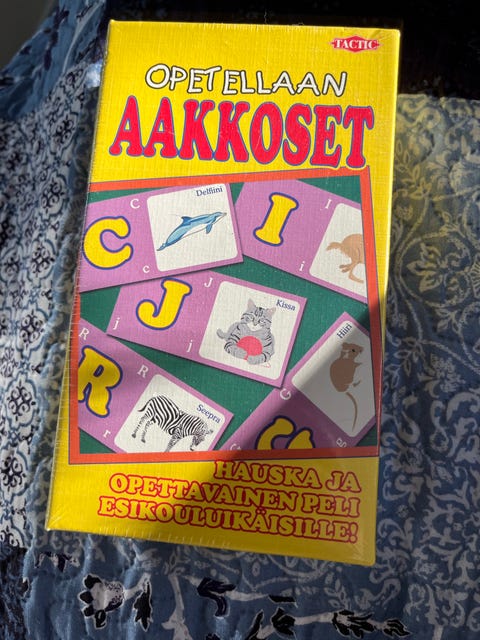 TACTIC
OPETELLAAN
AAKKOSET
C
Delfiini
C
c
I
I
i
J
J
j
Kissa
j
Hiiri
R
R
R
r
r
Seepra
G
g
HAUSKA JA
OPETTAVAINEN PELI
ESIKOULUIKÄISILLE!